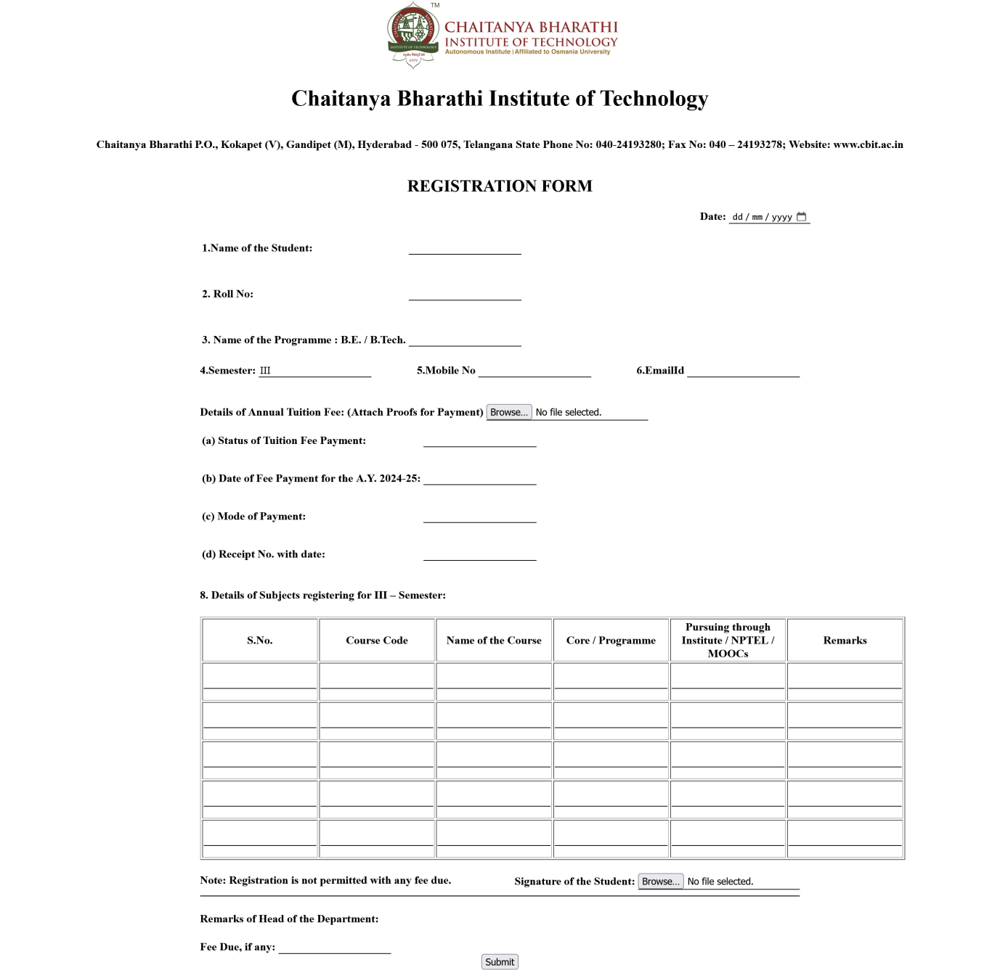 TM
CHAITANYA BHARATHI
INSTITUTE OF TECHNOLOGY
Autonomous Institute | Affiliated to Osmania University
INSTITUTE OF TECHNOLOGY
1979
Chaitanya Bharathi Institute of Technology
Chaitanya Bharathi P.O., Kokapet (V), Gandipet (M), Hyderabad - 500 075, Telangana State Phone No: 040-24193280; Fax No: 040 – 24193278; Website: www.cbit.ac.in
REGISTRATION FORM
Date: dd / mm / yyyy
1.Name of the Student:
2. Roll No:
3. Name of the Programme : B.E. / B.Tech.
4.Semester: III 5.Mobile No 6.EmailId
Details of Annual Tuition Fee: (Attach Proofs for Payment) Browse... No file selected.
(a) Status of Tuition Fee Payment:
(b) Date of Fee Payment for the A.Y. 2024-25:
(c) Mode of Payment:
(d) Receipt No. with date:
8. Details of Subjects registering for III – Semester:
S.No. Course Code Name of the Course Core / Programme Pursuing through Institute / NPTEL / MOOCs Remarks
Note: Registration is not permitted with any fee due. Signature of the Student: Browse... No file selected.
Remarks of Head of the Department:
Fee Due, if any:
Submit